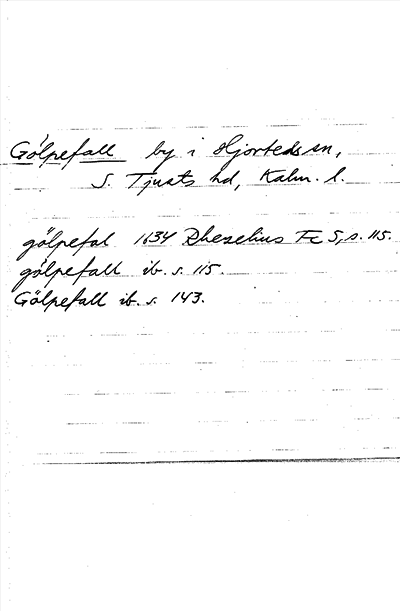 Gölpefall by i Hjorteds sn,
S. Tjusts hd, Kalm. l.
gölpefal 1634 Rhezelius Fc 5, s. 115.
gölpefall ib. s. 115.
Gölpefall ib. s. 143.